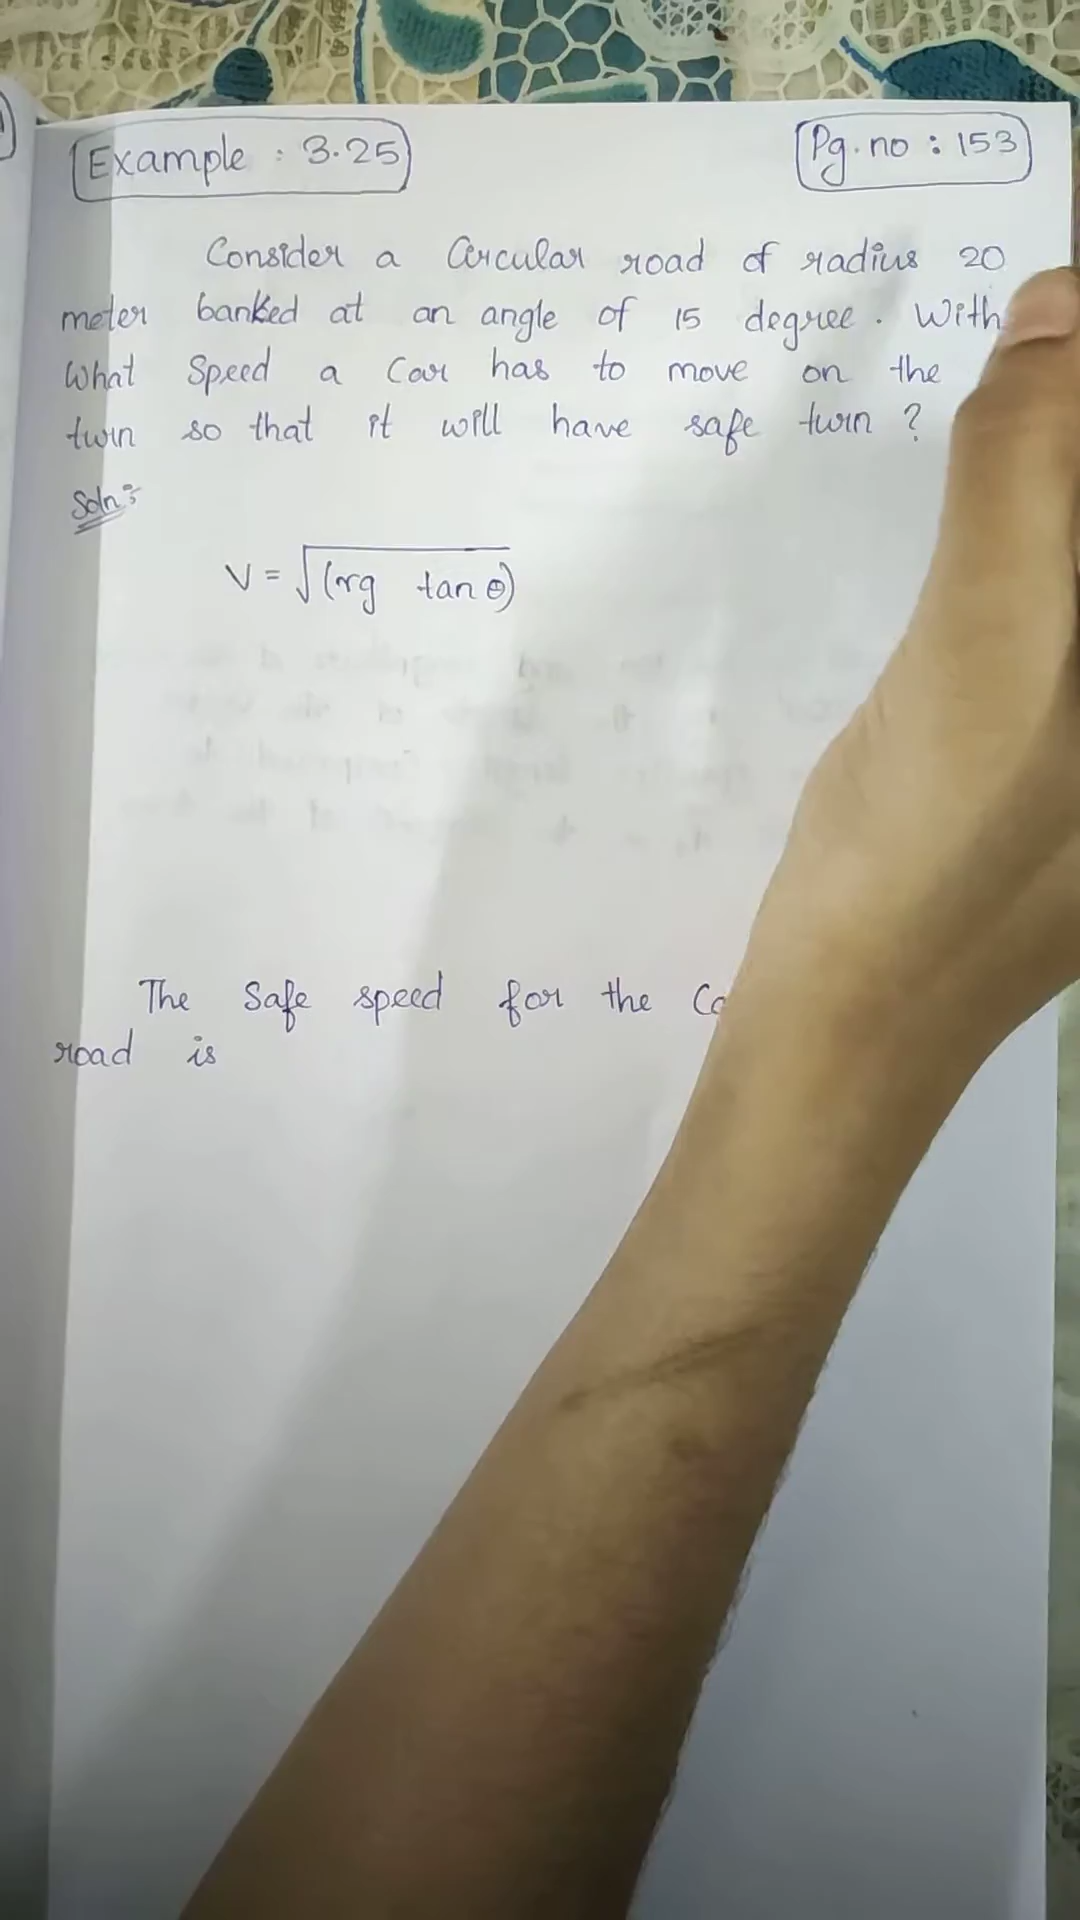 Example : 3.25
Pg. no : 153
Consider a Circular road of radius 20
meter banked at an angle of 15 degree. With
What Speed a Car has to move on the
turn so that it will have safe turn ?
Soln:
V = √(rg tan θ)
The Safe speed for the
road is